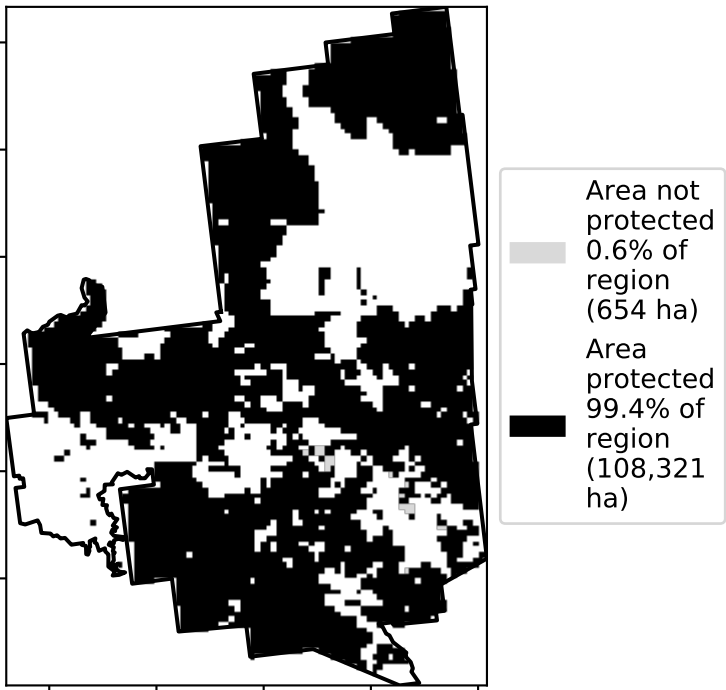 Area not
protected
0.6% of
region
(654 ha)
Area
protected
99.4% of
region
(108,321
ha)